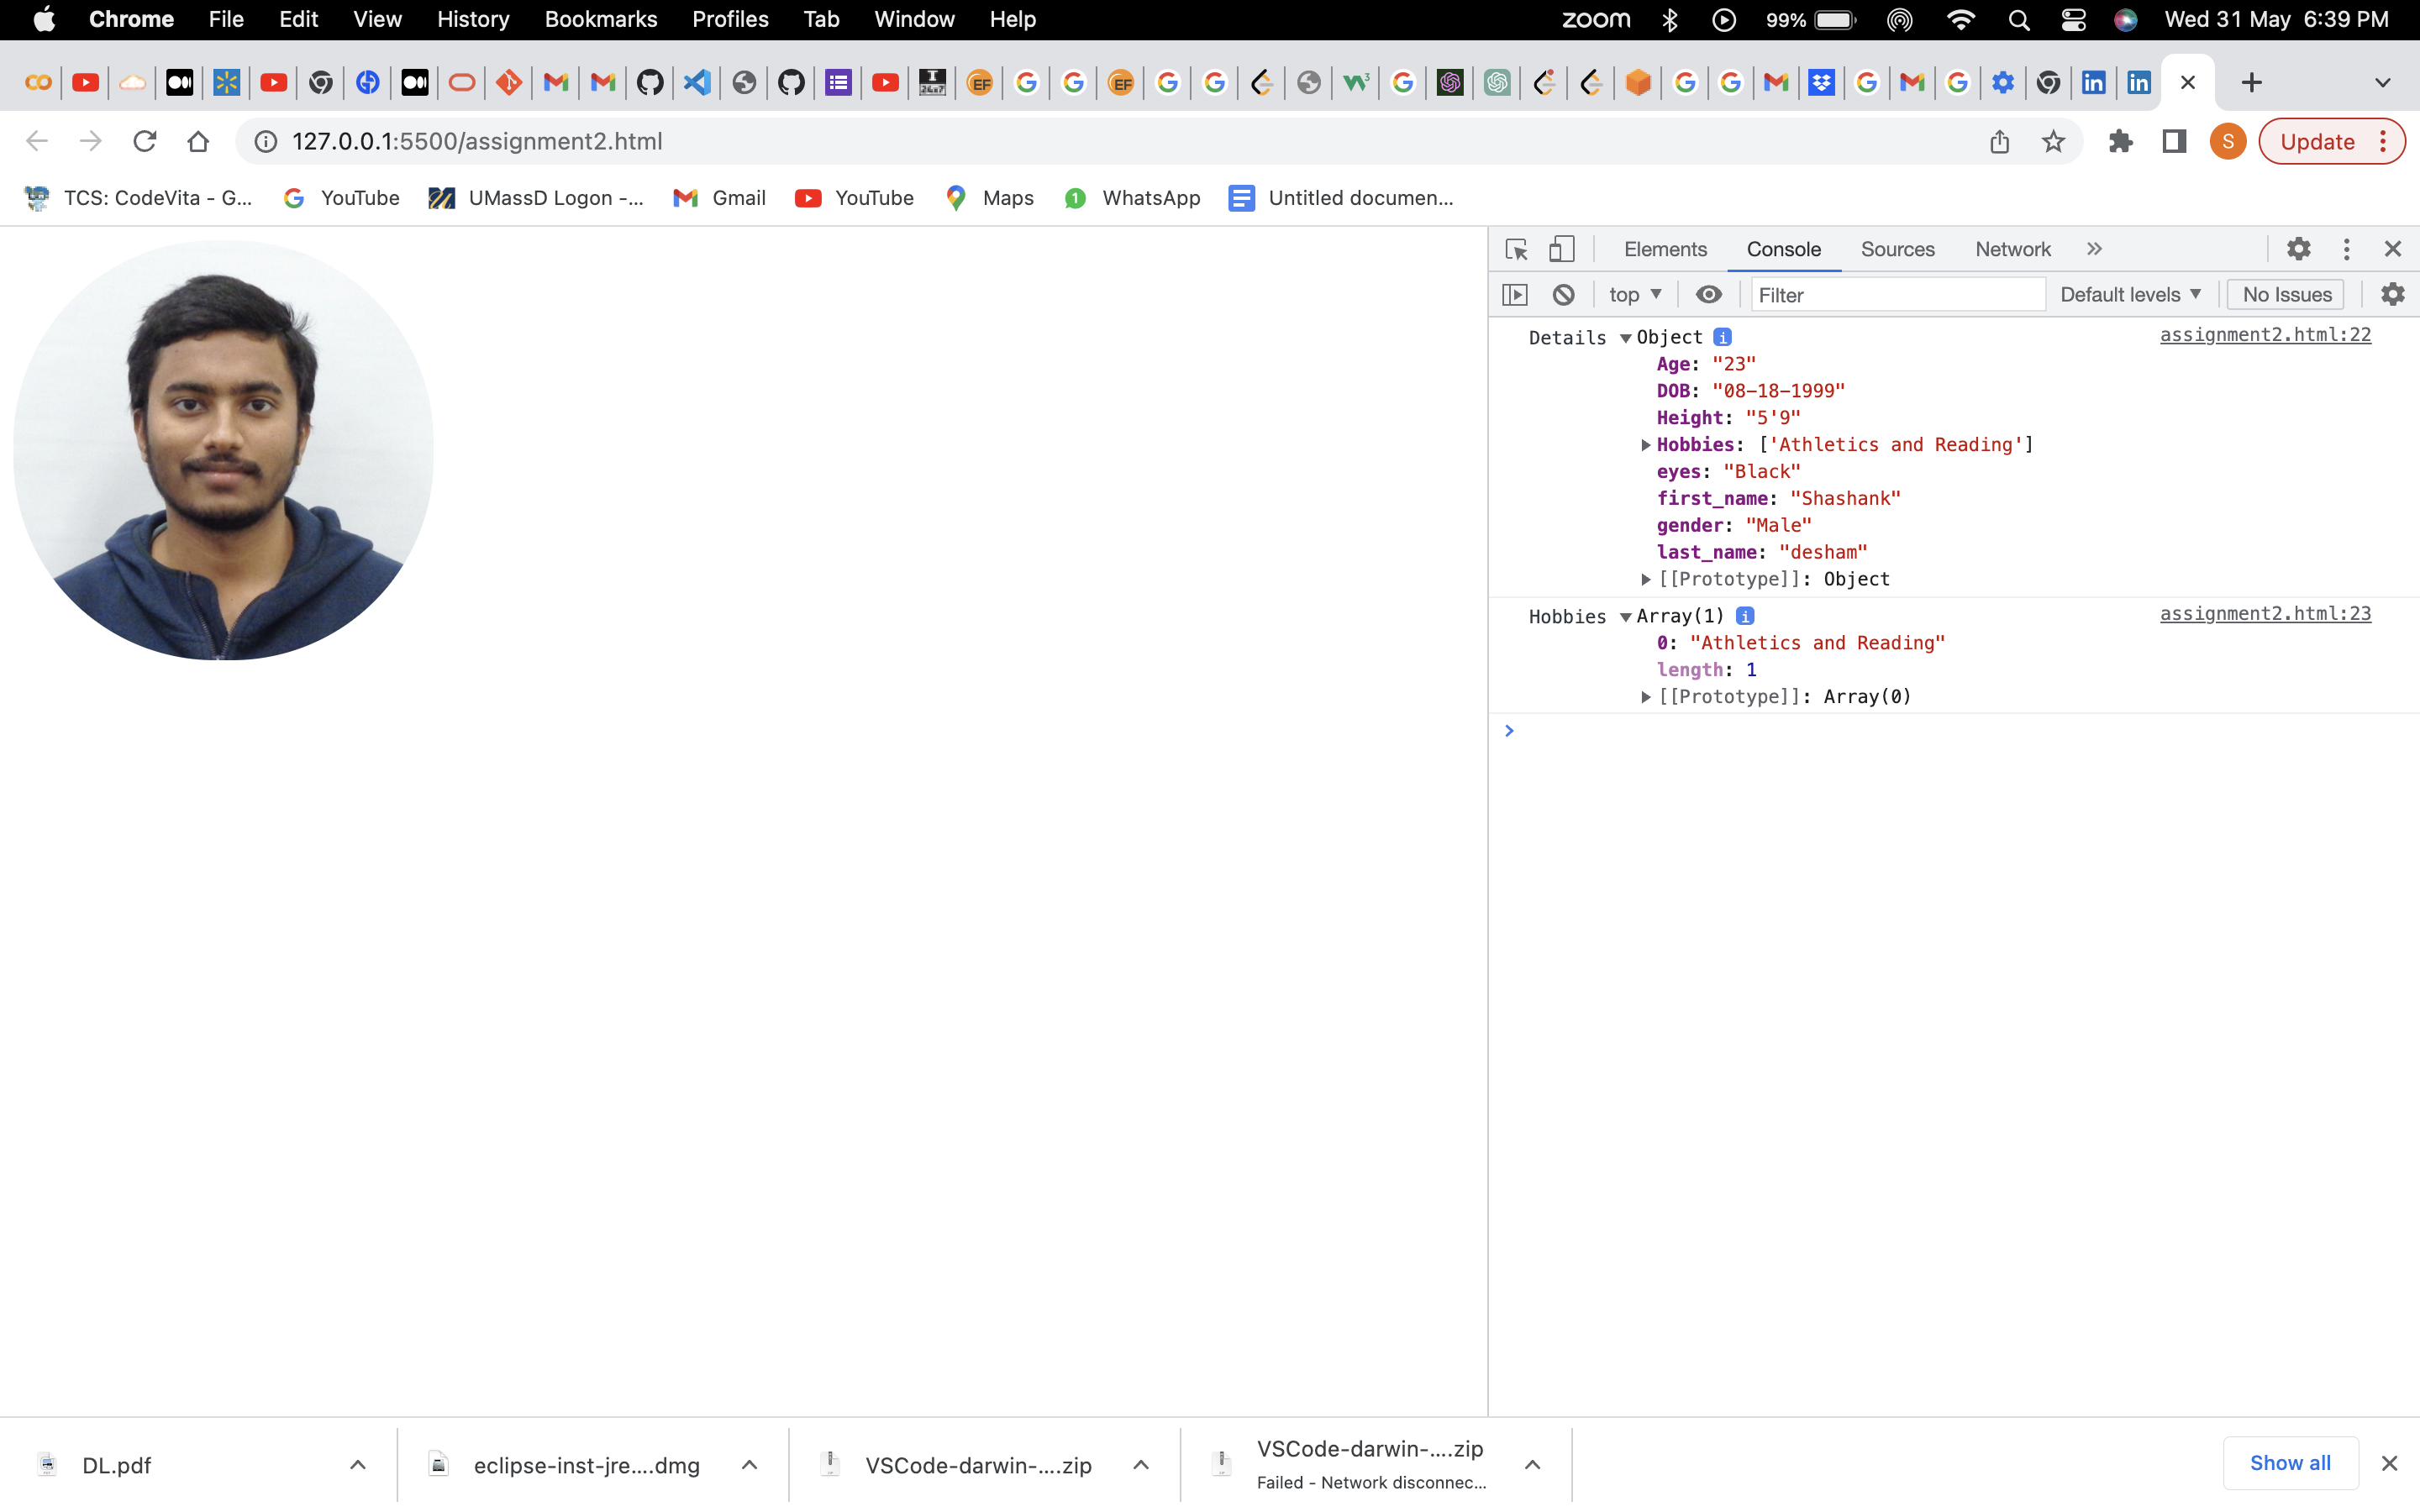 Chrome File Edit View History Bookmarks Profiles Tab Window Help zoom 99% Wed 31 May 6:39 PM
127.0.0.1:5500/assignment2.html S Update
TCS: CodeVita - G... YouTube UMassD Logon -... Gmail YouTube Maps 1 WhatsApp Untitled documen...
Elements Console Sources Network
top Filter Default levels No Issues
Details Object i assignment2.html:22
Age: "23"
DOB: "08-18-1999"
Height: "5'9"
Hobbies: ['Athletics and Reading']
eyes: "Black"
first_name: "Shashank"
gender: "Male"
last_name: "desham"
[[Prototype]]: Object
Hobbies Array(1) i assignment2.html:23
0: "Athletics and Reading"
length: 1
[[Prototype]]: Array(0)
DL.pdf eclipse-inst-jre....dmg VSCode-darwin-....zip VSCode-darwin-....zip Show all
Failed - Network disconnec...